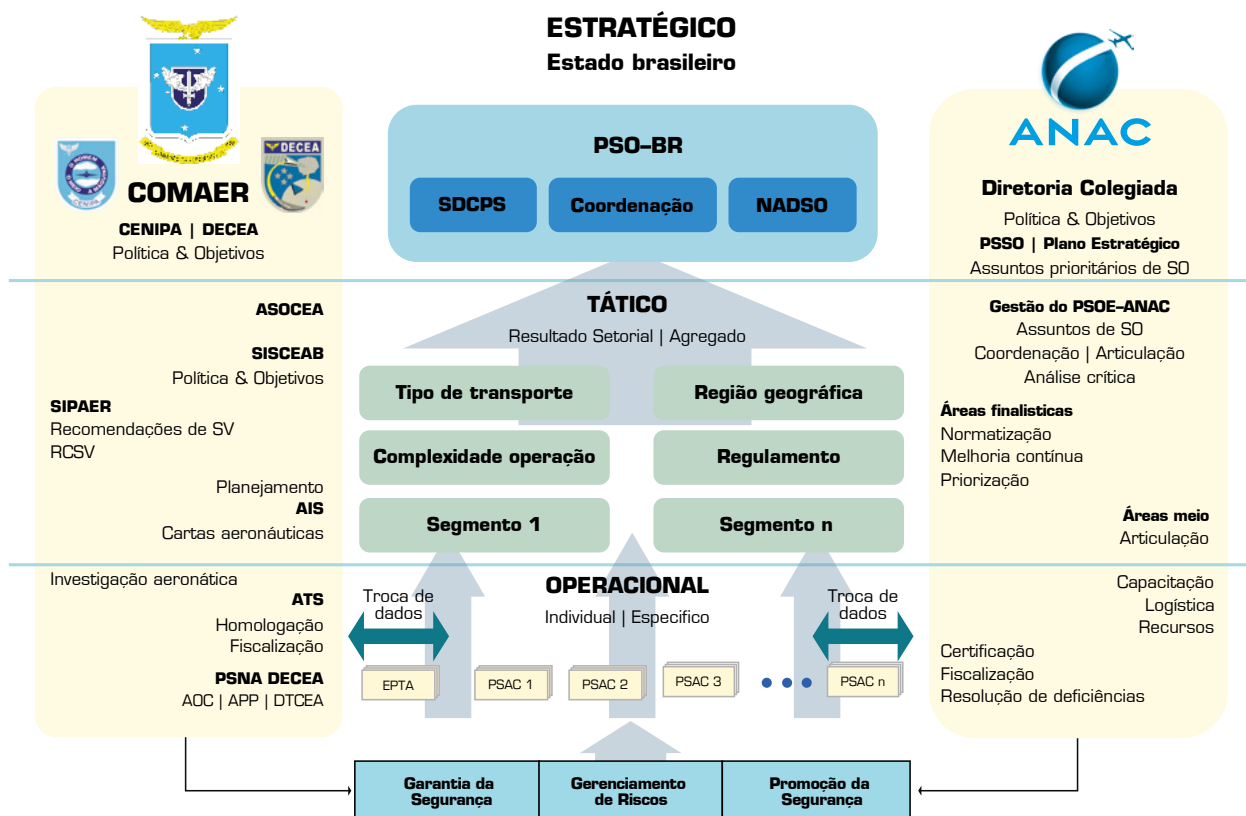 ESTRATÉGICO
Estado brasileiro
CENIPA
DECEA
COMAER
CENIPA | DECEA
Política & Objetivos
PSO–BR
SDCPS
Coordenação
NADSO
ANAC
Diretoria Colegiada
Política & Objetivos
PSSO | Plano Estratégico
Assuntos prioritários de SO
ASOCEA
SISCEAB
Política & Objetivos
SIPAER
Recomendações de SV
RCSV
Planejamento
AIS
Cartas aeronáuticas
TÁTICO
Resultado Setorial | Agregado
Tipo de transporte
Região geográfica
Complexidade operação
Regulamento
Segmento 1
Segmento n
Gestão do PSOE–ANAC
Assuntos de SO
Coordenação | Articulação
Análise crítica
Áreas finalisticas
Normatização
Melhoria contínua
Priorização
Áreas meio
Articulação
Investigação aeronática
ATS
Homologação
Fiscalização
PSNA DECEA
AOC | APP | DTCEA
OPERACIONAL
Individual | Especifico
Troca de
dados
Troca de
dados
EPTA
PSAC 1
PSAC 2
PSAC 3
PSAC n
Capacitação
Logística
Recursos
Certificação
Fiscalização
Resolução de deficiências
Garantia da
Segurança
Gerenciamento
de Riscos
Promoção da
Segurança